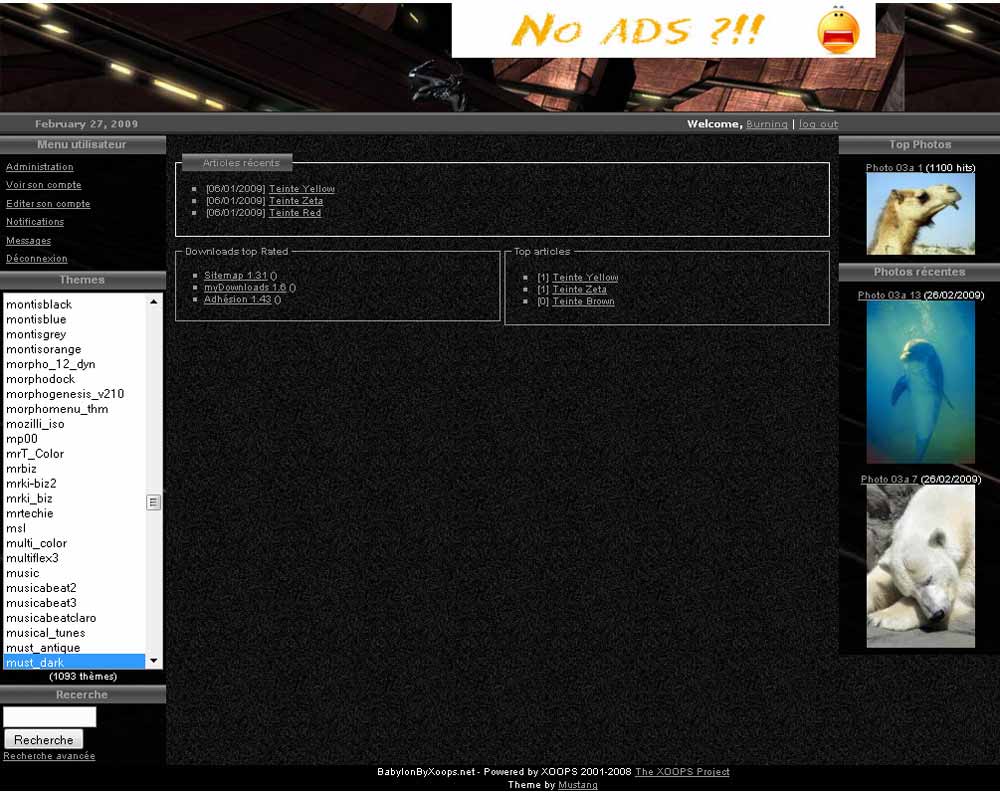 No ads ?!!
February 27, 2009
Welcome, Burning | log out
Menu utilisateur
Administration
Voir son compte
Editer son compte
Notifications
Messages
Déconnexion
Themes
montisblack
montisblue
montisgrey
montisorange
morpho_12_dyn
morphodock
morphogenesis_v210
morphomenu_thm
mozilli_iso
mp00
mrT_Color
mrbiz
mrki-biz2
mrki_biz
mrtechie
msl
multi_color
multiflex3
music
musicabeat2
musicabeat3
musicabeatclaro
musical_tunes
must_antique
must_dark
(1093 thèmes)
Recerche
Recherche
Recherche avancée
Articles récents
[06/01/2009] Teinte Yellow
[06/01/2009] Teinte Zeta
[06/01/2009] Teinte Red
Downloads top Rated
Sitemap 1.31 ()
myDownloads 1.6 ()
Adhésion 1.43 ()
Top articles
[1] Teinte Yellow
[1] Teinte Zeta
[0] Teinte Brown
Top Photos
Photo 03a 1 (1100 hits)
Photos récentes
Photo 03a 13 (26/02/2009)
Photo 03a 7 (26/02/2009)
BabylonByXoops.net - Powered by XOOPS 2001-2008 The XOOPS Project
Theme by Mustang